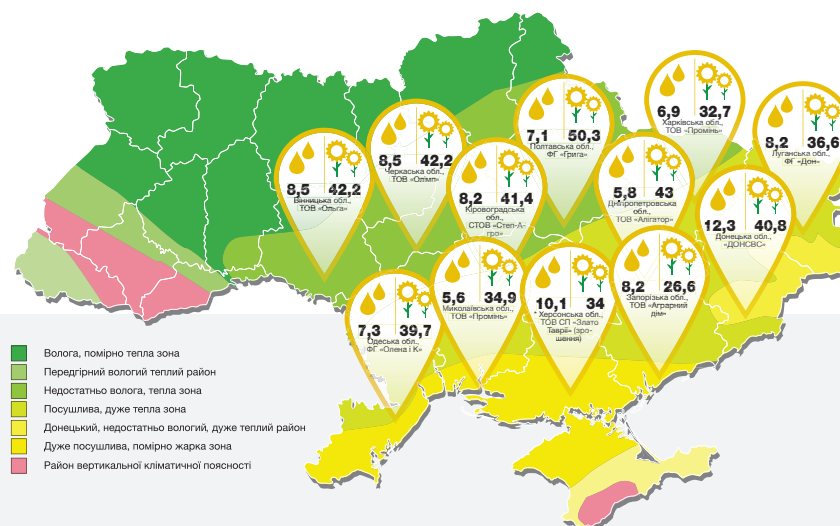 6,9 32,7
Харківська обл.,
ТОВ «Промінь»
7,1 50,3
Полтавська обл.,
ФГ «Грига»
8,2 36,6
Луганська обл.,
ФГ «Дон»
8,5 42,2
Черкаська обл.,
ТОВ «Олімп»
8,5 42,2
Вінницька обл.,
ТОВ «Ольга»
8,2 41,4
Кіровоградська
обл.,
СТОВ «Степ-А-
гро»
5,8 43
Дніпропетровська
обл.,
ТОВ «Алігатор»
12,3 40,8
Донецька обл.,
«ДОНСВС»
5,6 34,9
Миколаївська обл.,
ТОВ «Промінь»
10,1 34
* Херсонська обл.,
ТОВ СП «Злато
Таврії» (зро-
шення)
8,2 26,6
Запорізька обл.,
ТОВ «Аграрний
дім»
7,3 39,7
Одеська обл.,
ФГ «Олена і К»
Волога, помірно тепла зона
Передгірний вологий теплий район
Недостатньо волога, тепла зона
Посушлива, дуже тепла зона
Донецький, недостатньо вологий, дуже теплий район
Дуже посушлива, помірно жарка зона
Район вертикальної кліматичної поясності